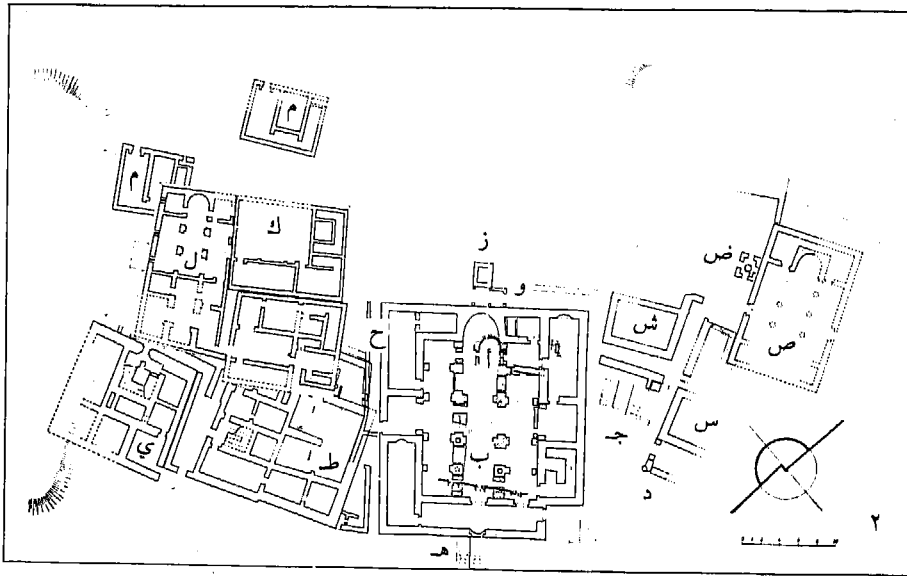 م
م
ك
ل
ز
و
ض
ش
ص
ح
أ
س
جـ
ب
ي
ط
د
هـ
٢